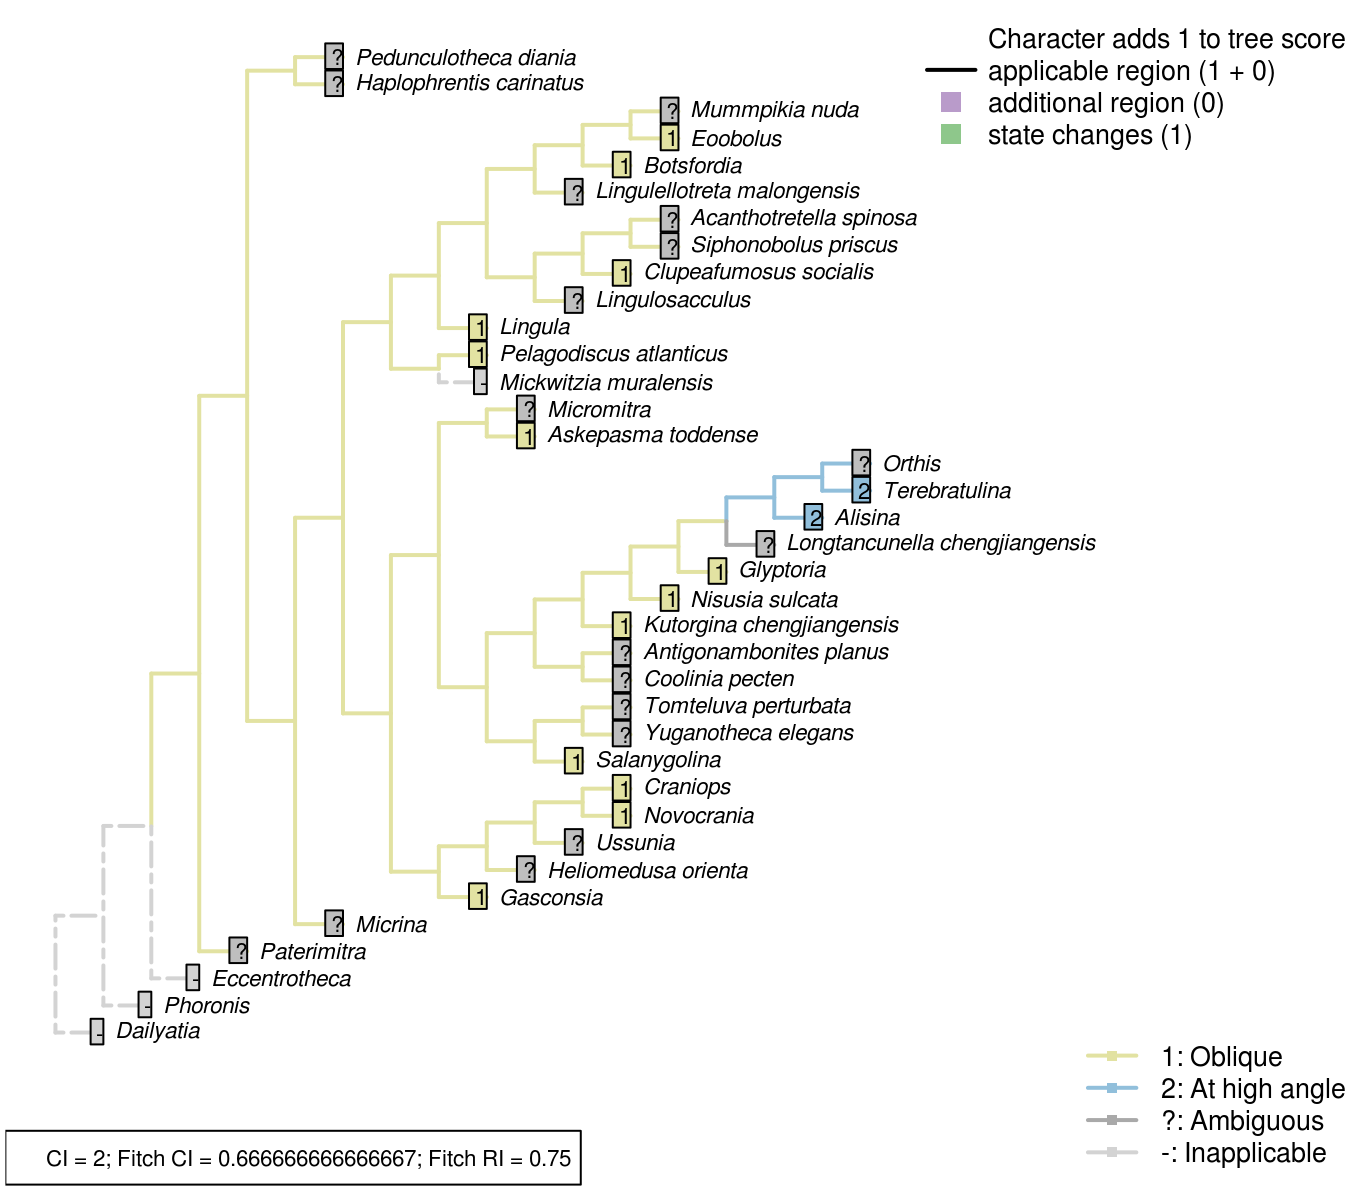 Character adds 1 to tree score
applicable region (1 + 0)
additional region (0)
state changes (1)
? Pedunculotheca diania
? Haplophrentis carinatus
? Mummpikia nuda
1 Eoobolus
1 Botsfordia
? Lingulellotreta malongensis
? Acanthotretella spinosa
? Siphonobolus priscus
1 Clupeafumosus socialis
? Lingulosacculus
1 Lingula
1 Pelagodiscus atlanticus
- Mickwitzia muralensis
? Micromitra
1 Askepasma toddense
? Orthis
2 Terebratulina
2 Alisina
? Longtancunella chengjiangensis
1 Glyptoria
1 Nisusia sulcata
1 Kutorgina chengjiangensis
? Antigonambonites planus
? Coolinia pecten
? Tomteluva perturbata
? Yuganotheca elegans
1 Salanygolina
1 Craniops
1 Novocrania
? Ussunia
? Heliomedusa orienta
1 Gasconsia
? Micrina
? Paterimitra
- Eccentrotheca
- Phoronis
- Dailyatia
1: Oblique
2: At high angle
?: Ambiguous
-: Inapplicable
CI = 2; Fitch CI = 0.666666666666667; Fitch RI = 0.75